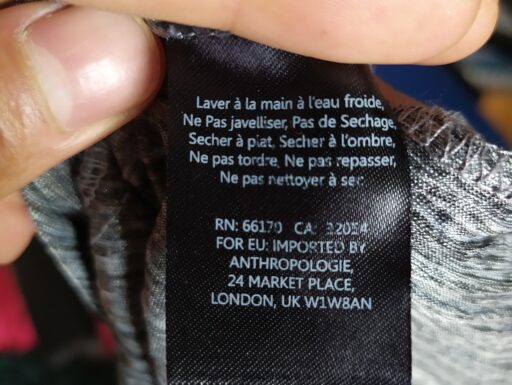 Laver à la main à l'eau froide,
Ne Pas javelliser, Pas de Sechage,
Secher à plat, Secher à l'ombre,
Ne pas tordre, Ne pas repasser,
Ne pas nettoyer à sec
RN: 66170 CA:
FOR EU: IMPORTED BY
ANTHROPOLOGIE,
24 MARKET PLACE,
LONDON, UK W1W8AN